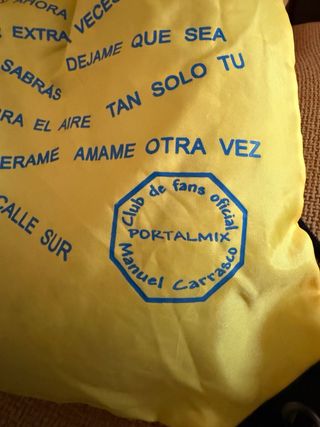 AHORA
EXTRA VECES
DEJAME QUE SEA
SABRÁS
TAN SOLO TU
EL AIRE
AMAME OTRA VEZ
CALLE SUR
Club de fans oficial
PORTALMIX
Manuel Carrasco